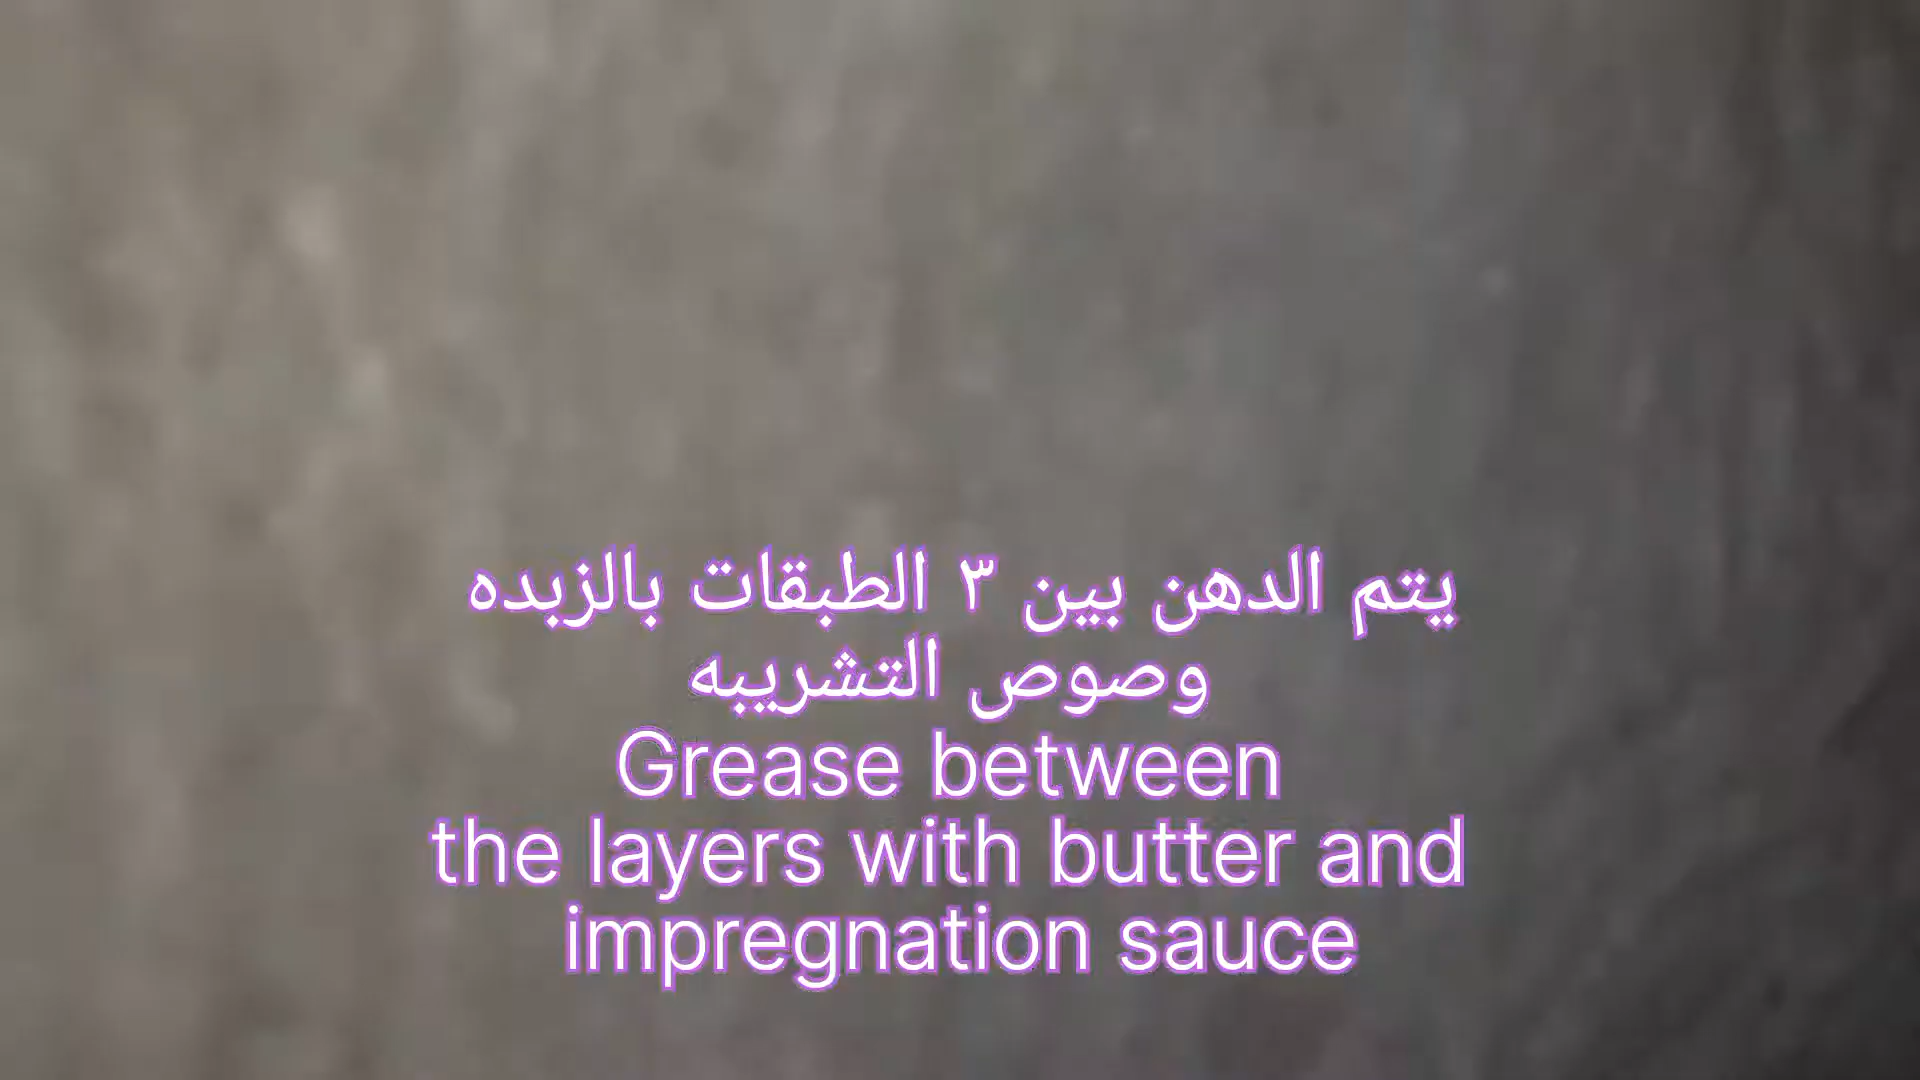 يتم الدهن بين ٣ الطبقات بالزبده
وصوص التشريبه
Grease between
the layers with butter and
impregnation sauce